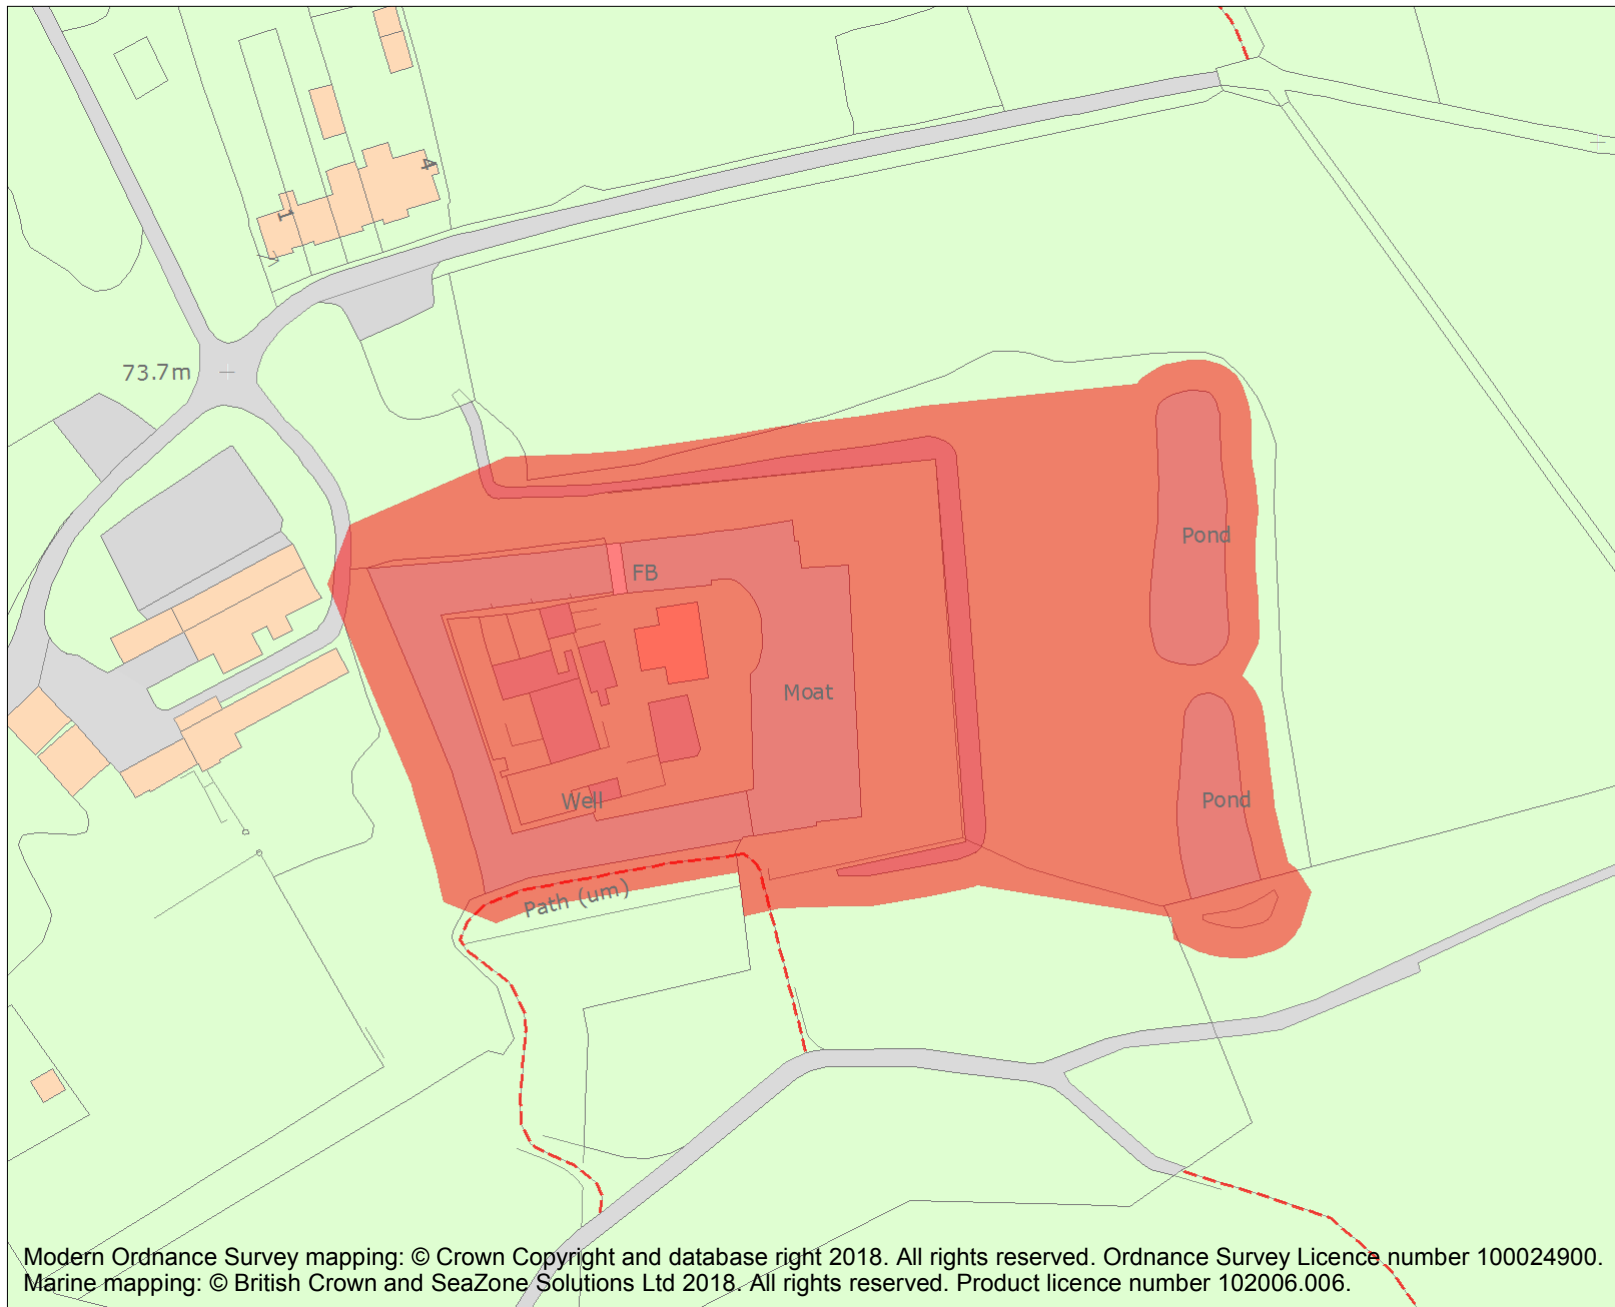 4
1
73.7m
Pond
FB
Moat
Pond
Well
Path (um)
Modern Ordnance Survey mapping: © Crown Copyright and database right 2018. All rights reserved. Ordnance Survey Licence number 100024900.
Marine mapping: © British Crown and SeaZone Solutions Ltd 2018. All rights reserved. Product licence number 102006.006.